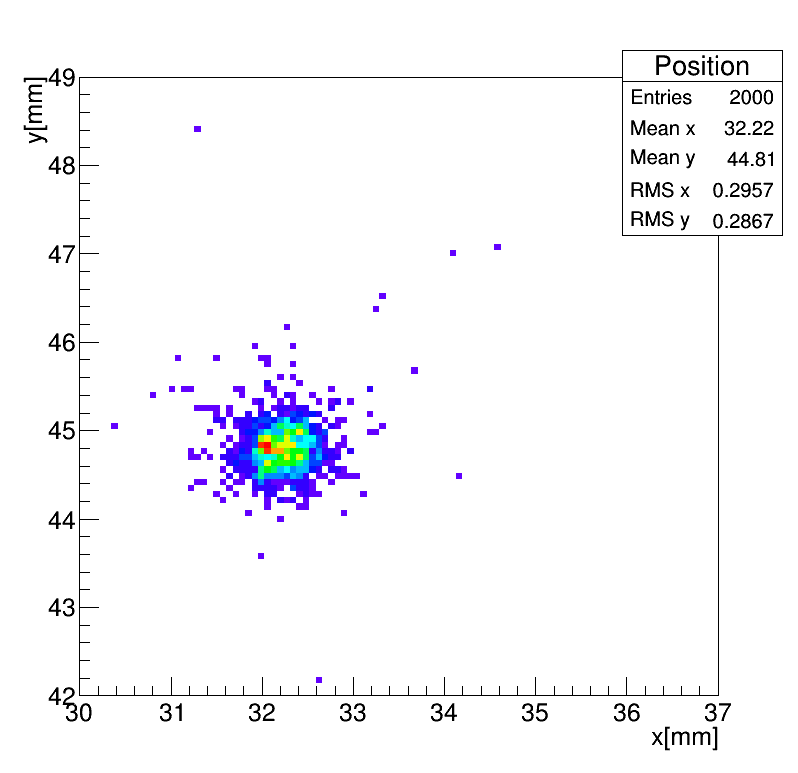 Position
Entries 2000
Mean x 32.22
Mean y 44.81
RMS x 0.2957
RMS y 0.2867
y[mm]
49
48
47
46
45
44
43
42
30 31 32 33 34 35 36 37
x[mm]